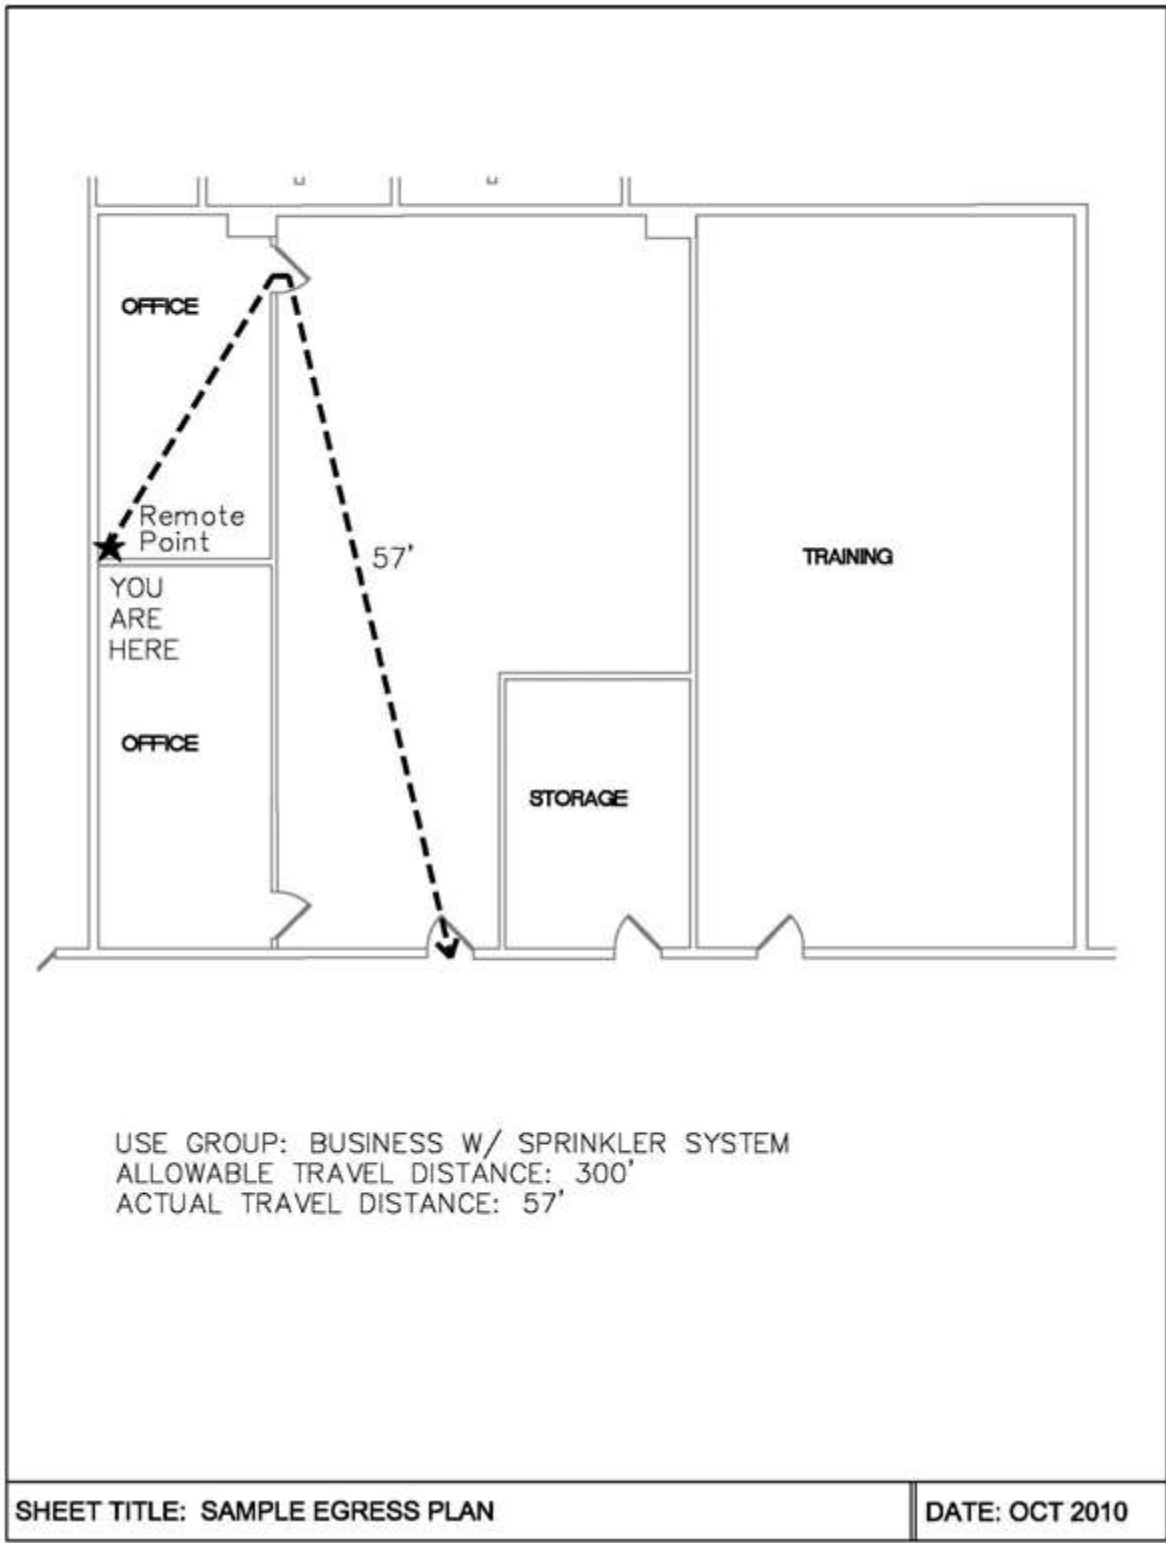 OFFICE
Remote
Point
57'
TRAINING
YOU
ARE
HERE
OFFICE
STORAGE
USE GROUP: BUSINESS W/ SPRINKLER SYSTEM
ALLOWABLE TRAVEL DISTANCE: 300'
ACTUAL TRAVEL DISTANCE: 57'
SHEET TITLE: SAMPLE EGRESS PLAN
DATE: OCT 2010